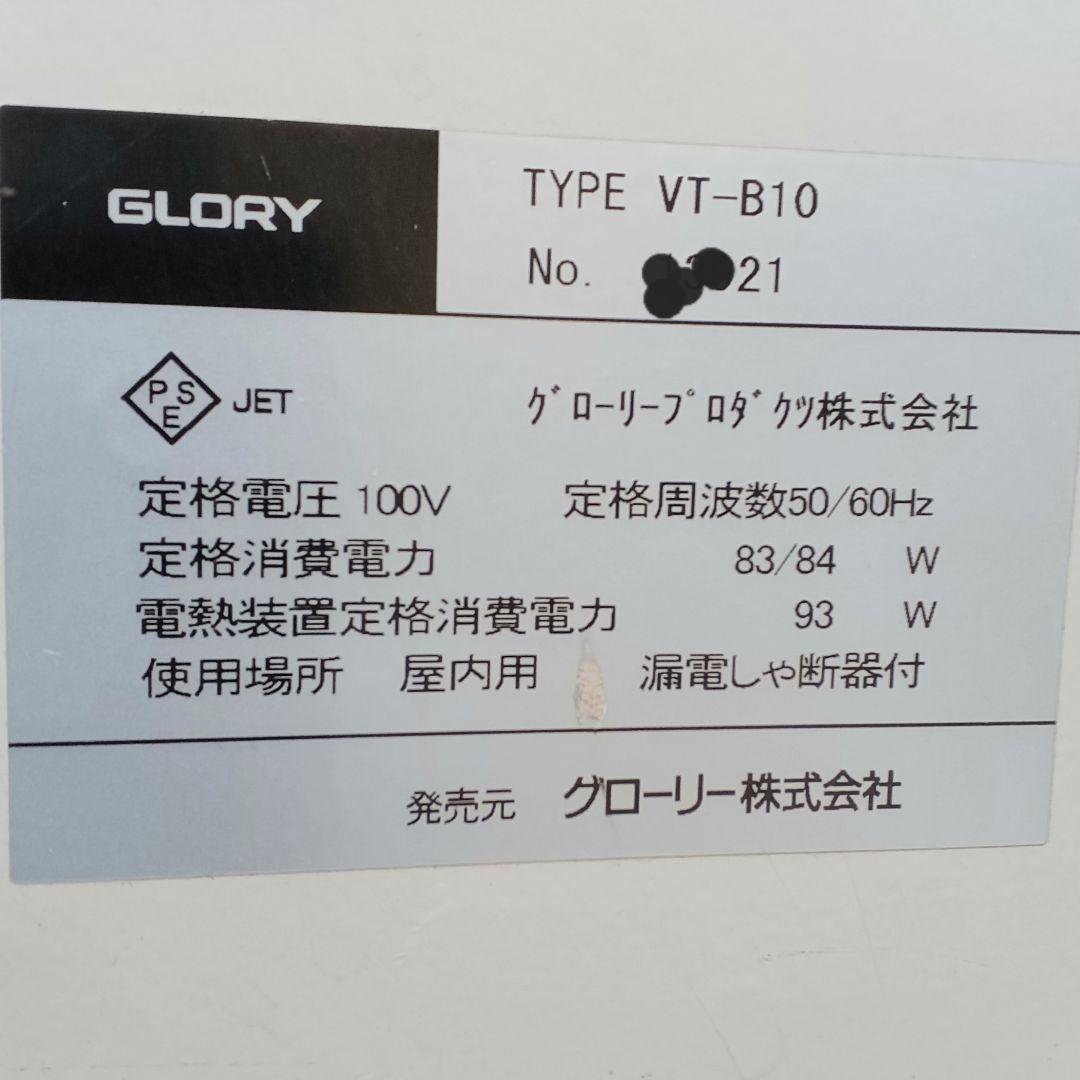 GLORY
TYPE VT-B10
No. 21
PSE JET
グローリープロダクツ株式会社
定格電圧 100V 定格周波数50/60Hz
定格消費電力 83/84 W
電熱装置定格消費電力 93 W
使用場所 屋内用 漏電しゃ断器付
発売元 グローリー株式会社